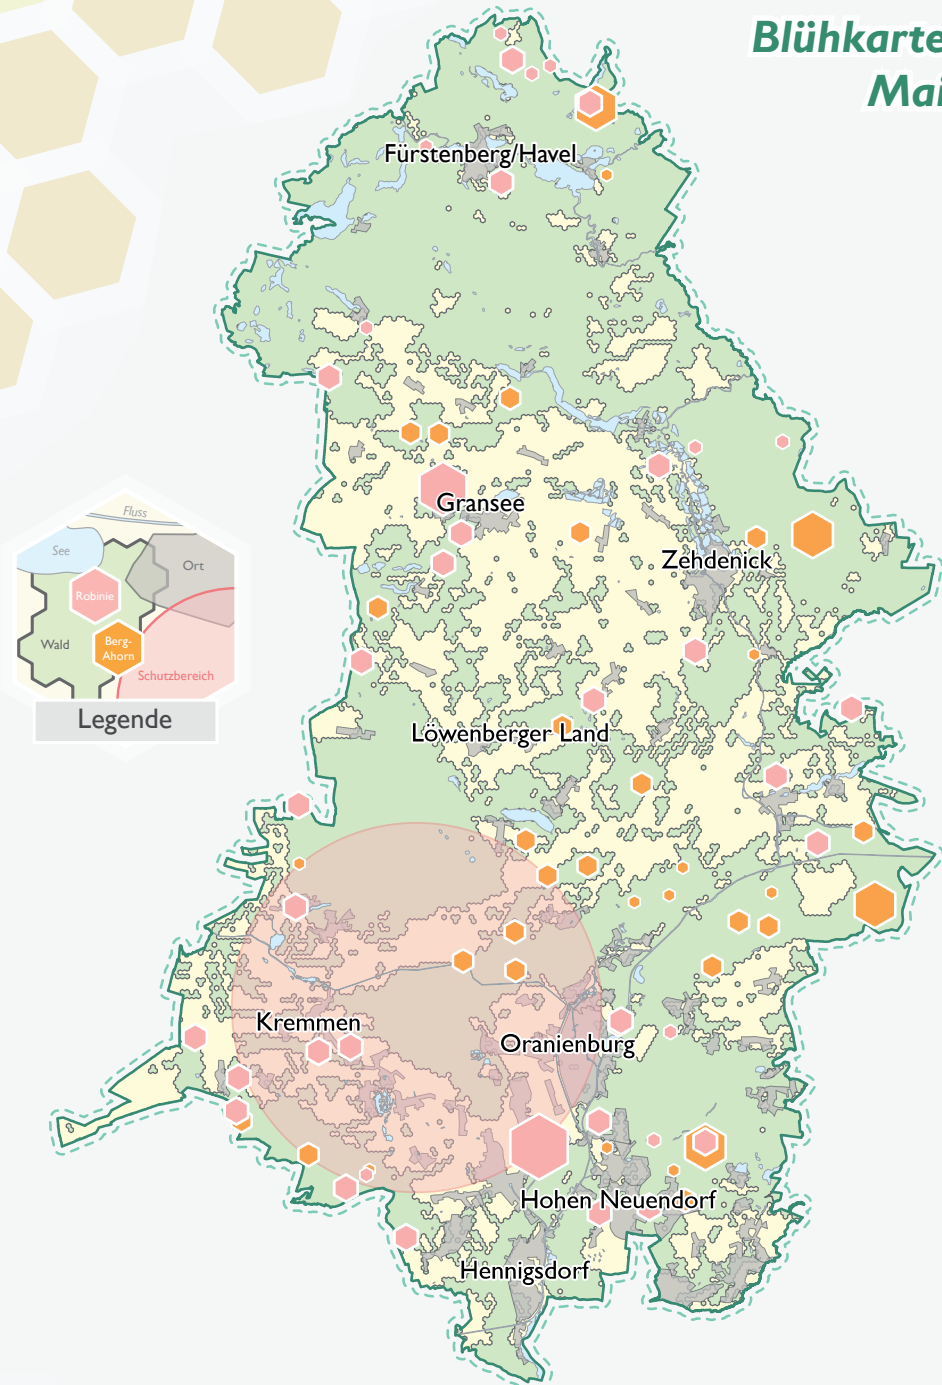 Blühkarte
Mai
Fürstenberg/Havel
Gransee
Zehdenick
Fluss
See
Ort
Robinie
Wald
Berg-
Ahorn
Schutzbereich
Legende
Löwenberger Land
Kremmen
Oranienburg
Hohen Neuendorf
Hennigsdorf